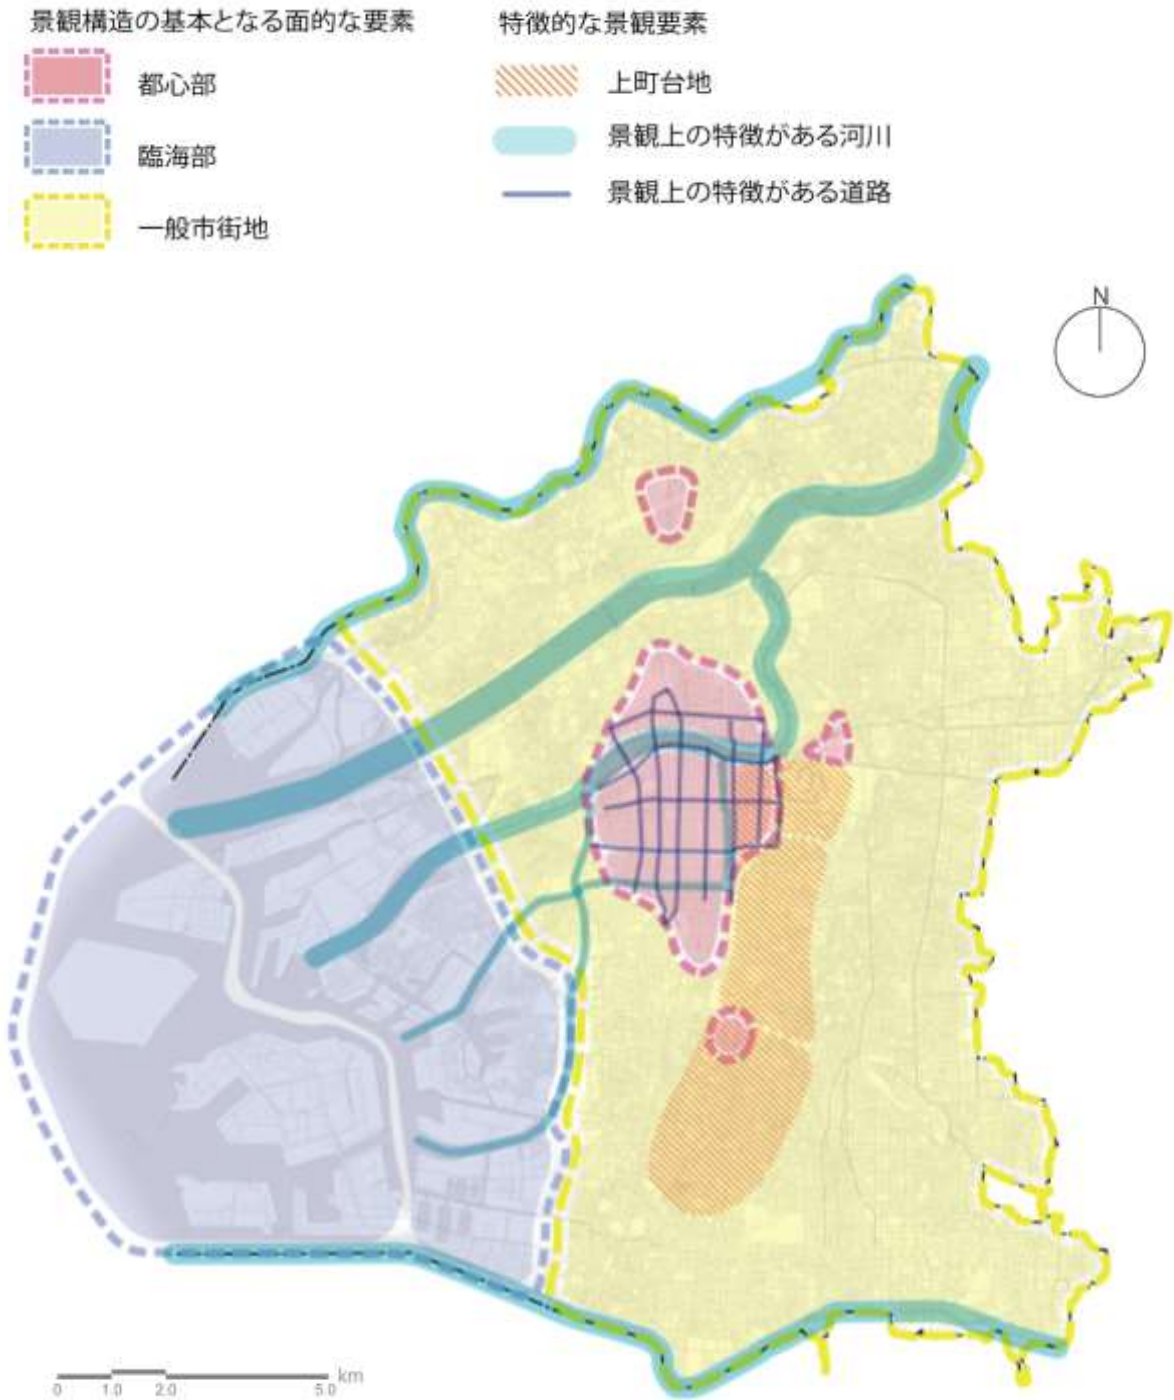 景観構造の基本となる面的な要素
都心部
臨海部
一般市街地
特徴的な景観要素
上町台地
景観上の特徴がある河川
景観上の特徴がある道路
N
km
0 1.0 2.0 5.0